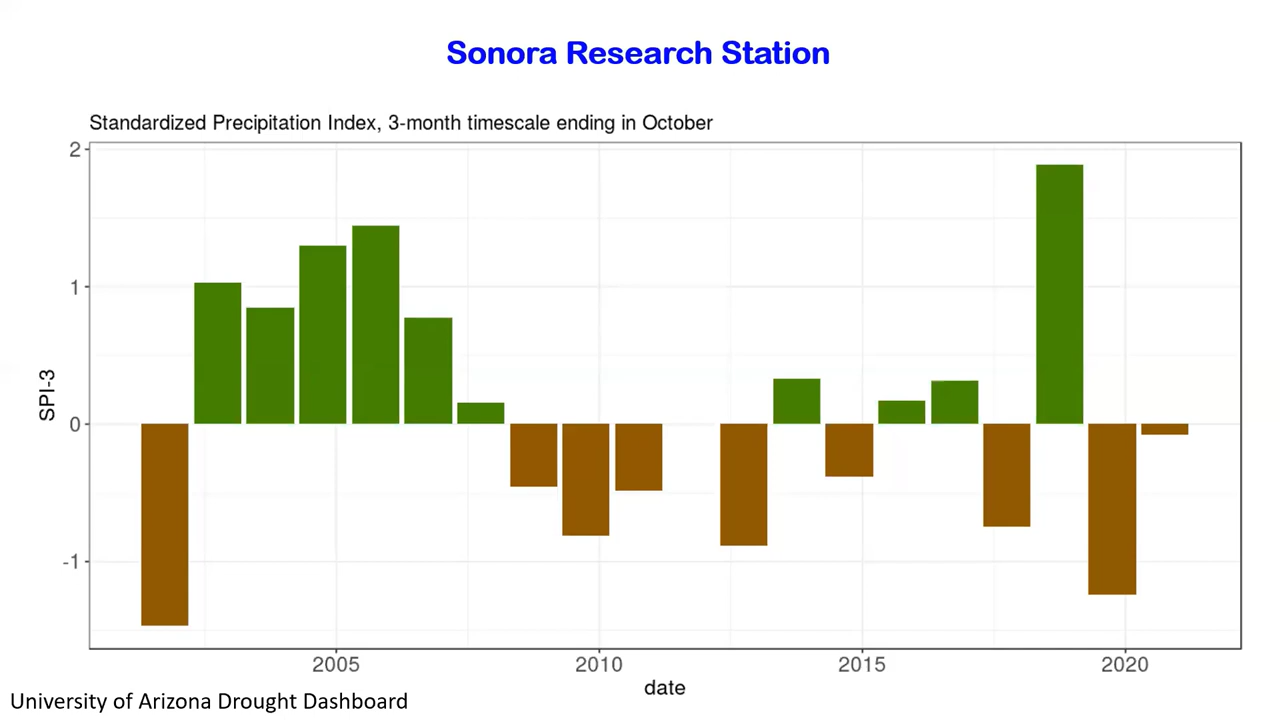 Sonora Research Station
Standardized Precipitation Index, 3-month timescale ending in October
2
1
0
-1
SPI-3
2005 2010 2015 2020
date
University of Arizona Drought Dashboard